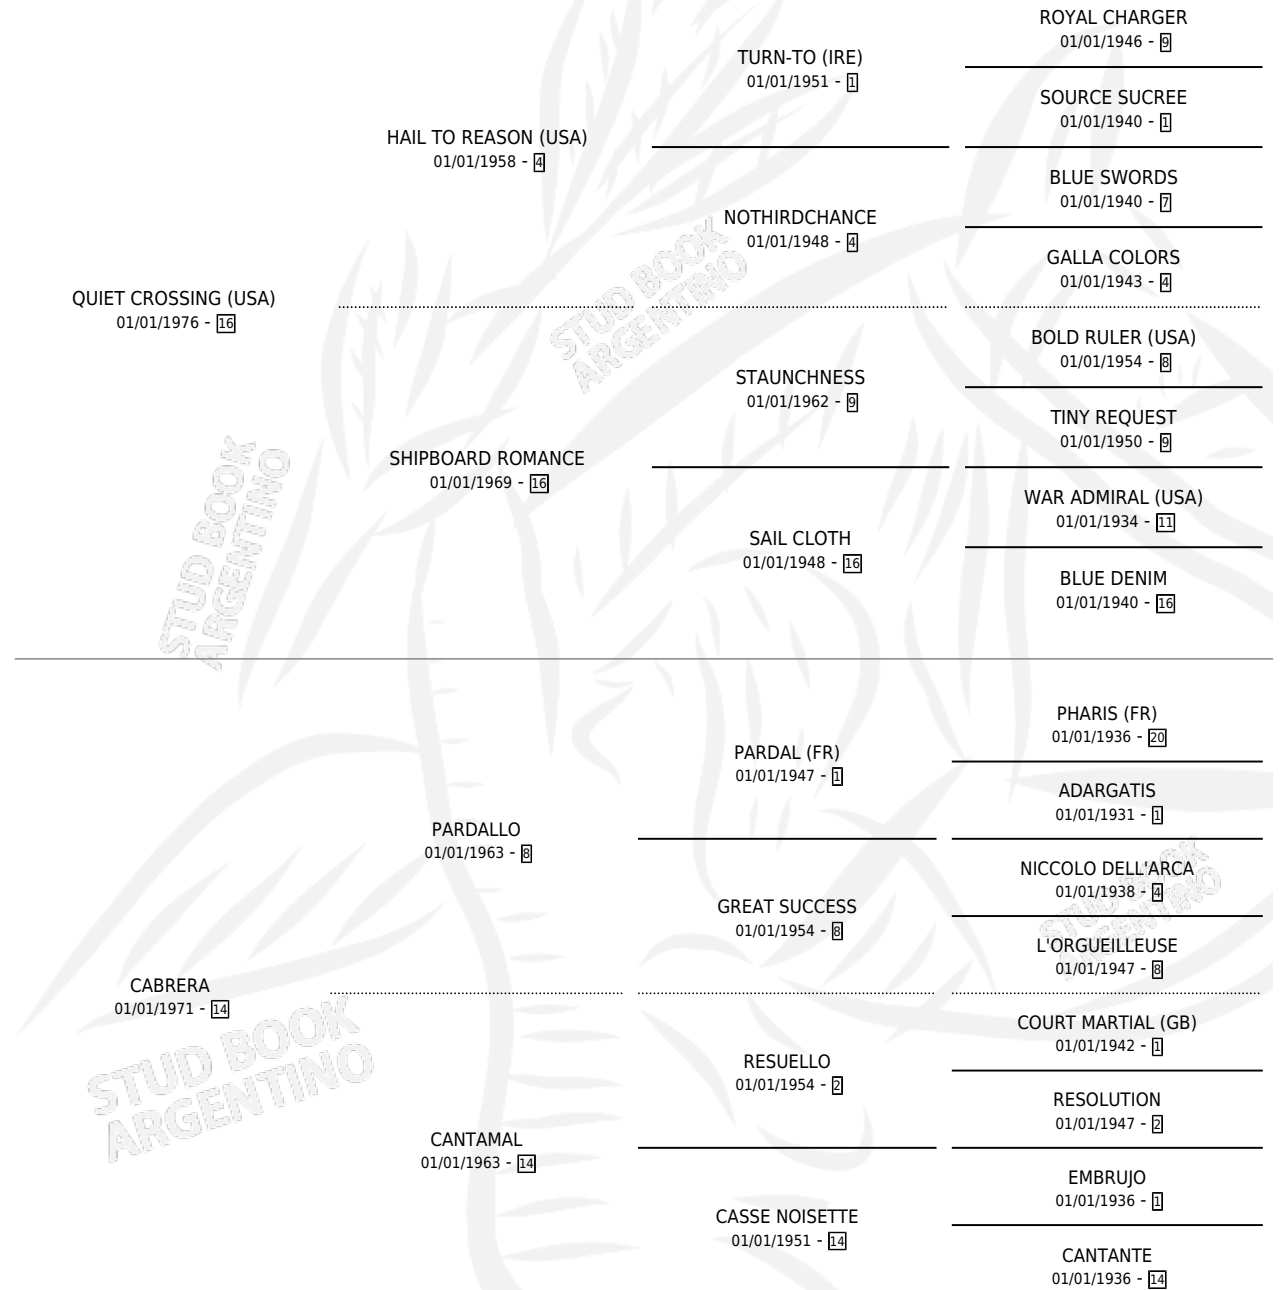 ROYAL CHARGER
01/01/1946 - 9
TURN-TO (IRE)
01/01/1951 - 1
SOURCE SUCREE
01/01/1940 - 1
HAIL TO REASON (USA)
01/01/1958 - 4
BLUE SWORDS
01/01/1940 - 7
NOTHIRDCHANCE
01/01/1948 - 4
GALLA COLORS
01/01/1943 - 4
QUIET CROSSING (USA)
01/01/1976 - 16
BOLD RULER (USA)
01/01/1954 - 8
STAUNCHNESS
01/01/1962 - 9
TINY REQUEST
01/01/1950 - 9
SHIPBOARD ROMANCE
01/01/1969 - 16
WAR ADMIRAL (USA)
01/01/1934 - 11
SAIL CLOTH
01/01/1948 - 16
BLUE DENIM
01/01/1940 - 16
PHARIS (FR)
01/01/1936 - 20
PARDAL (FR)
01/01/1947 - 1
ADARGATIS
01/01/1931 - 1
PARDALLO
01/01/1963 - 8
NICCOLO DELL'ARCA
01/01/1938 - 4
GREAT SUCCESS
01/01/1954 - 8
L'ORGUEILLEUSE
01/01/1947 - 8
CABRERA
01/01/1971 - 14
COURT MARTIAL (GB)
01/01/1942 - 1
RESUELLO
01/01/1954 - 2
RESOLUTION
01/01/1947 - 2
CANTAMAL
01/01/1963 - 14
EMBRUJO
01/01/1936 - 1
CASSE NOISETTE
01/01/1951 - 14
CANTANTE
01/01/1936 - 14
STUD BOOK
ARGENTINO
STUD BOOK
ARGENTINO
STUD BOOK
ARGENTINO
STUD BOOK
ARGENTINO